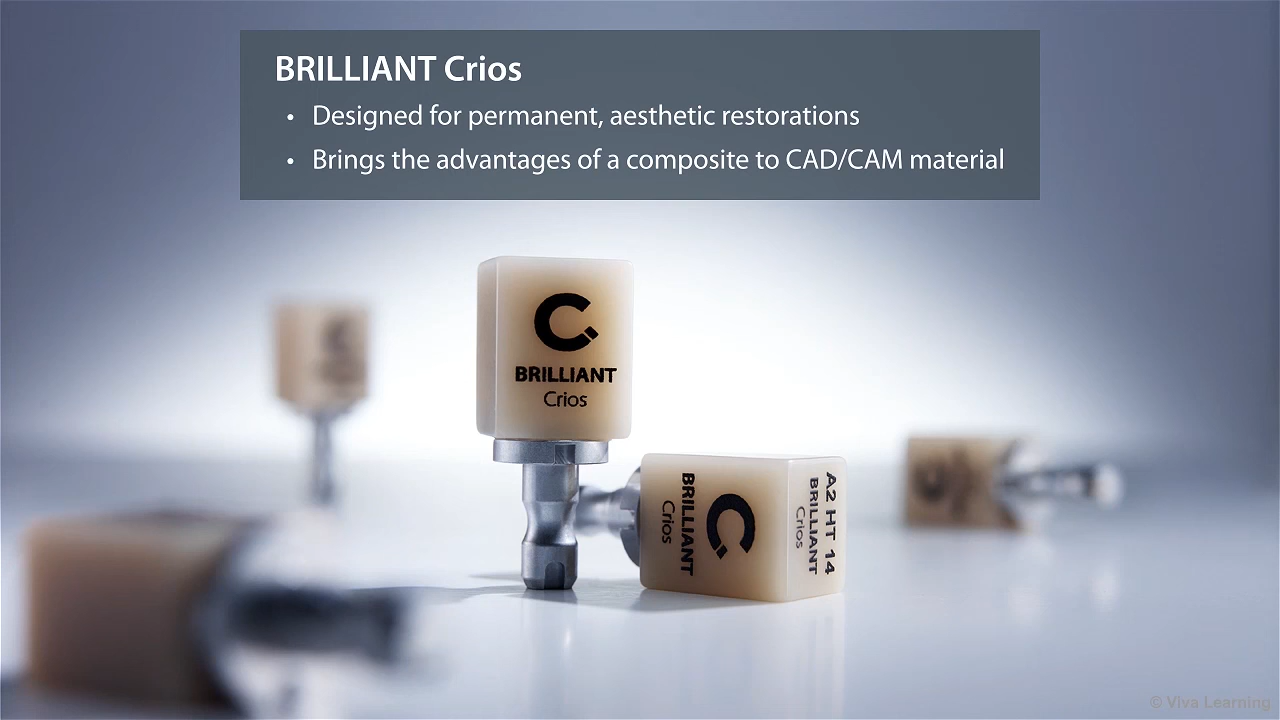 BRILLIANT Crios
• Designed for permanent, aesthetic restorations
• Brings the advantages of a composite to CAD/CAM material
C
BRILLIANT
Crios
C
BRILLIANT
Crios
A2 HT 14
BRILLIANT
Crios
© Viva Learning